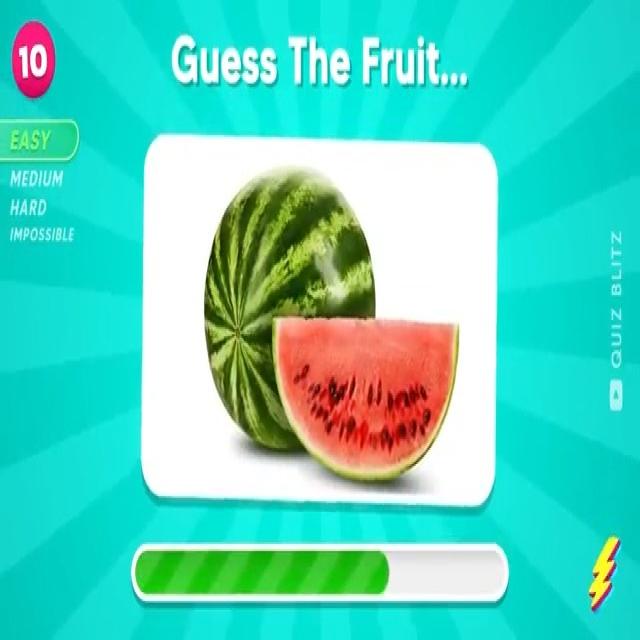 10
Guess The Fruit...
EASY
MEDIUM
HARD
IMPOSSIBLE
QUIZ BLITZ